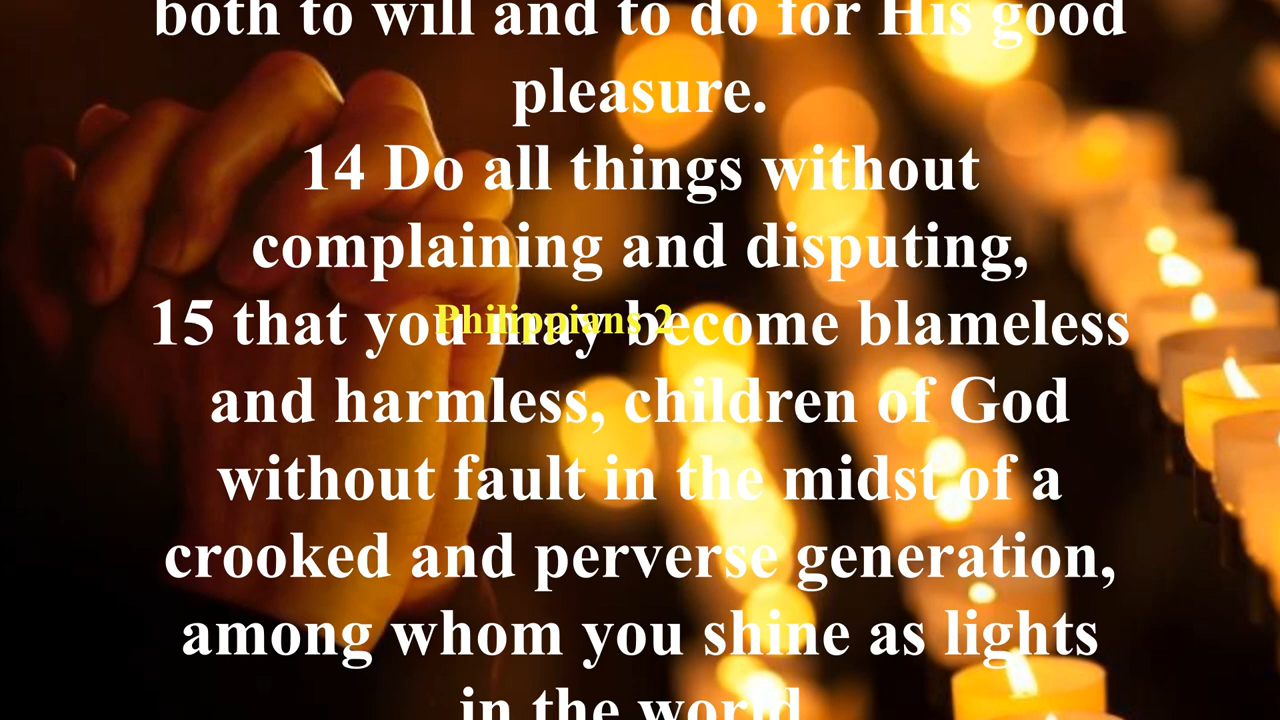 both to will and to do for His good
pleasure.
14 Do all things without
complaining and disputing,
15 that you may become blameless
Philippians 2
and harmless, children of God
without fault in the midst of a
crooked and perverse generation,
among whom you shine as lights
in the world